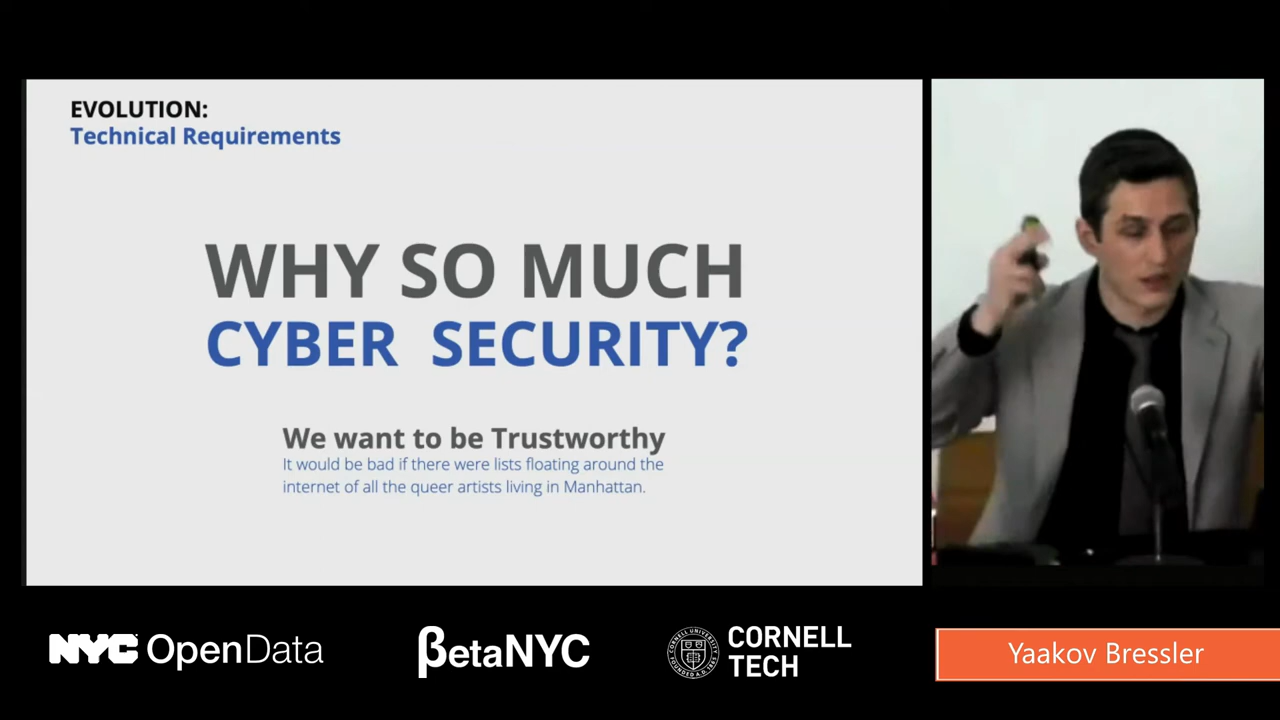 EVOLUTION:
Technical Requirements
WHY SO MUCH
CYBER SECURITY?
We want to be Trustworthy
It would be bad if there were lists floating around the
internet of all the queer artists living in Manhattan.
NYC OpenData
βetaNYC
CORNELL
TECH
Yaakov Bressler